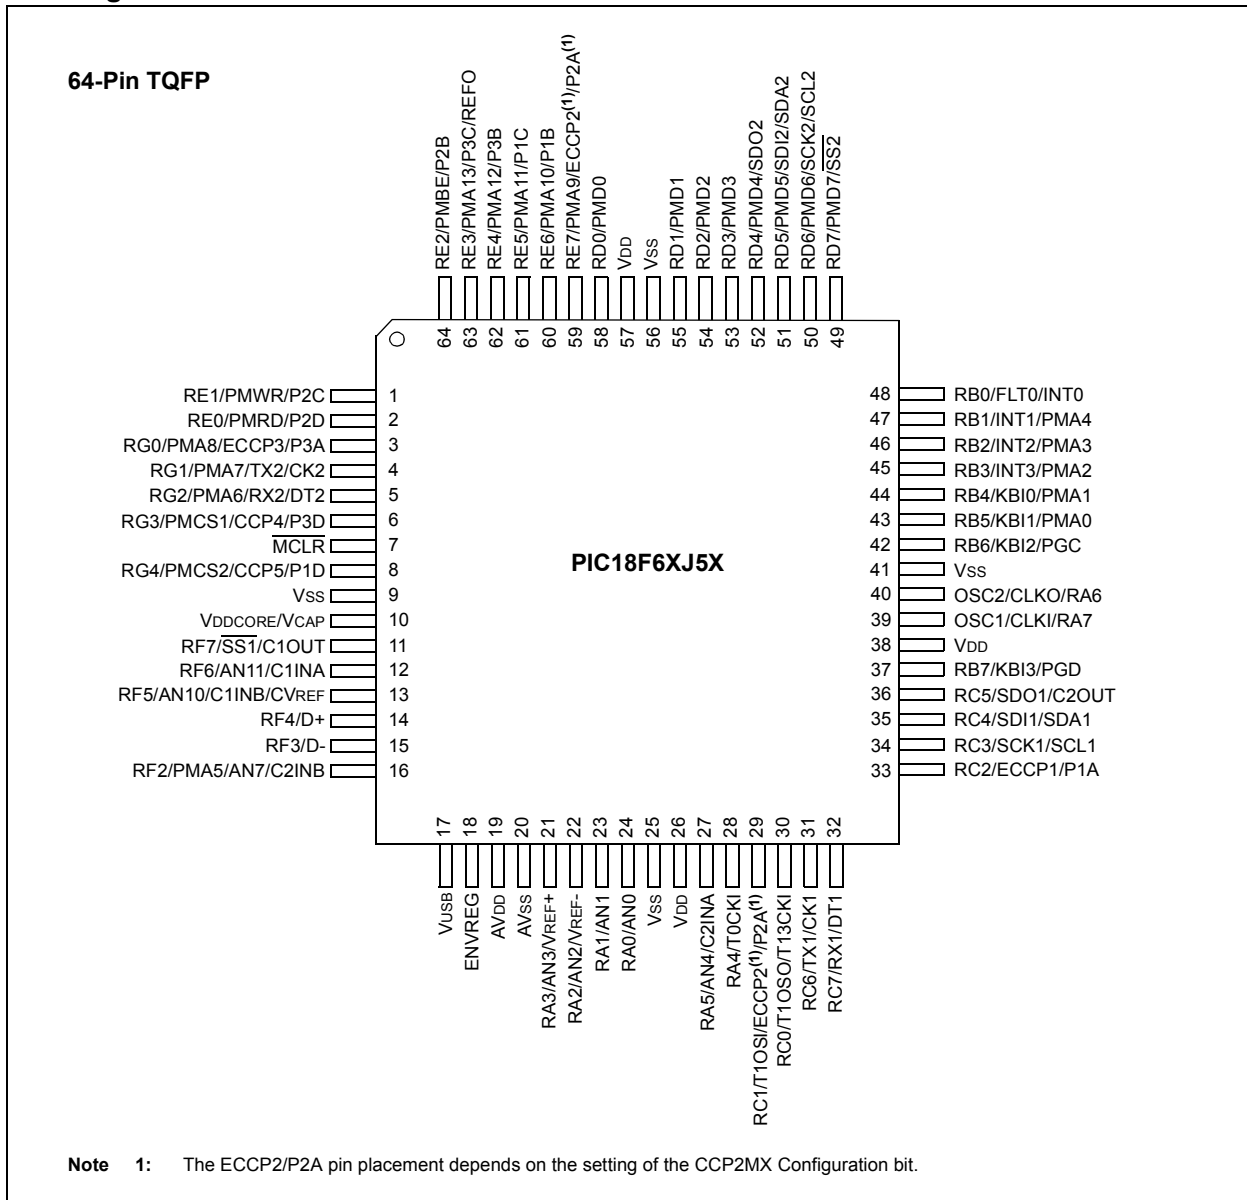 64-Pin TQFP
RE2/PMBE/P2B
RE3/PMA13/P3C/REFO
RE4/PMA12/P3B
RE5/PMA11/P1C
RE6/PMA10/P1B
RE7/PMA9/ECCP2(1)/P2A(1)
RD0/PMD0
VDD
VSS
RD1/PMD1
RD2/PMD2
RD3/PMD3
RD4/PMD4/SDO2
RD5/PMD5/SDI2/SDA2
RD6/PMD6/SCK2/SCL2
RD7/PMD7/SS2
64 63 62 61 60 59 58 57 56 55 54 53 52 51 50 49
RE1/PMWR/P2C 1
RE0/PMRD/P2D 2
RG0/PMA8/ECCP3/P3A 3
RG1/PMA7/TX2/CK2 4
RG2/PMA6/RX2/DT2 5
RG3/PMCS1/CCP4/P3D 6
MCLR 7
RG4/PMCS2/CCP5/P1D 8
VSS 9
VDDCORE/VCAP 10
RF7/SS1/C1OUT 11
RF6/AN11/C1INA 12
RF5/AN10/C1INB/CVREF 13
RF4/D+ 14
RF3/D- 15
RF2/PMA5/AN7/C2INB 16
PIC18F6XJ5X
48 RB0/FLT0/INT0
47 RB1/INT1/PMA4
46 RB2/INT2/PMA3
45 RB3/INT3/PMA2
44 RB4/KBI0/PMA1
43 RB5/KBI1/PMA0
42 RB6/KBI2/PGC
41 VSS
40 OSC2/CLKO/RA6
39 OSC1/CLKI/RA7
38 VDD
37 RB7/KBI3/PGD
36 RC5/SDO1/C2OUT
35 RC4/SDI1/SDA1
34 RC3/SCK1/SCL1
33 RC2/ECCP1/P1A
17 18 19 20 21 22 23 24 25 26 27 28 29 30 31 32
VUSB
ENVREG
AVDD
AVSS
RA3/AN3/VREF+
RA2/AN2/VREF-
RA1/AN1
RA0/AN0
VSS
VDD
RA5/AN4/C2INA
RA4/T0CKI
RC1/T1OSI/ECCP2(1)/P2A(1)
RC0/T1OSO/T13CKI
RC6/TX1/CK1
RC7/RX1/DT1
Note 1: The ECCP2/P2A pin placement depends on the setting of the CCP2MX Configuration bit.